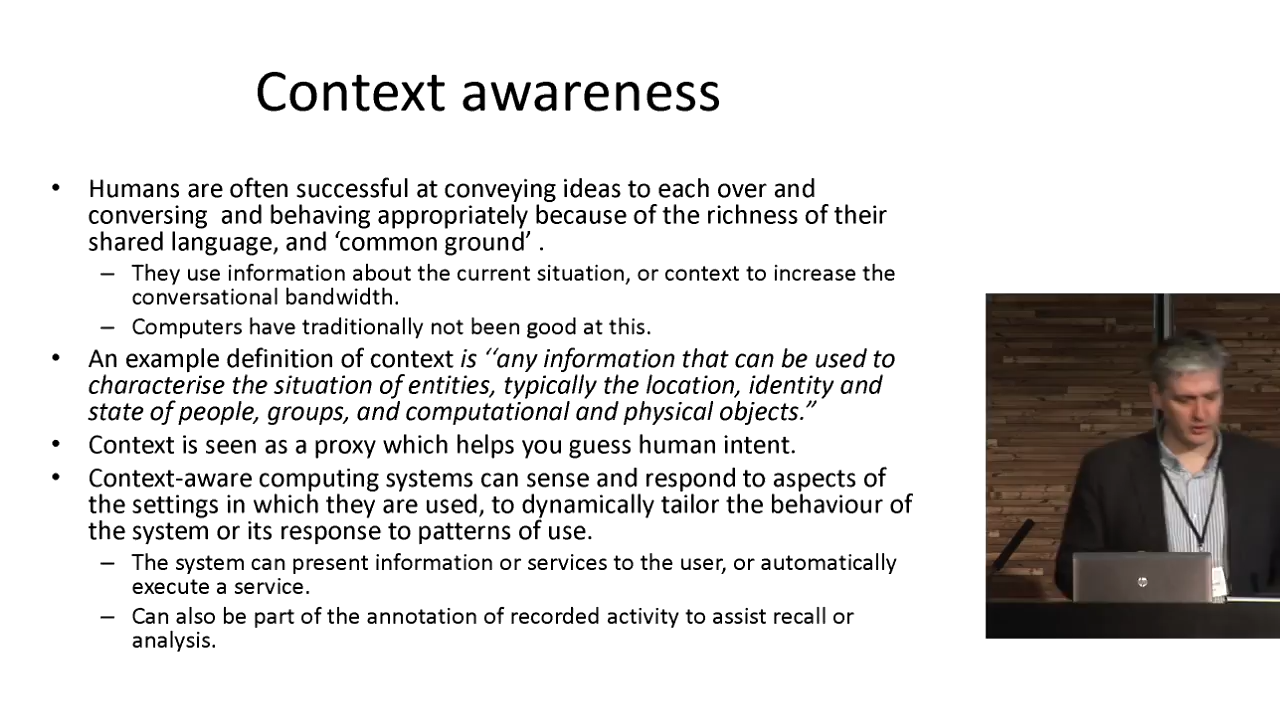 Context awareness
• Humans are often successful at conveying ideas to each over and
conversing  and behaving appropriately because of the richness of their
shared language, and ‘common ground’ .
– They use information about the current situation, or context to increase the
conversational bandwidth.
– Computers have traditionally not been good at this.
• An example definition of context is ‘‘any information that can be used to
characterise the situation of entities, typically the location, identity and
state of people, groups, and computational and physical objects.”
• Context is seen as a proxy which helps you guess human intent.
• Context-aware computing systems can sense and respond to aspects of
the settings in which they are used, to dynamically tailor the behaviour of
the system or its response to patterns of use.
– The system can present information or services to the user, or automatically
execute a service.
– Can also be part of the annotation of recorded activity to assist recall or
analysis.
hp